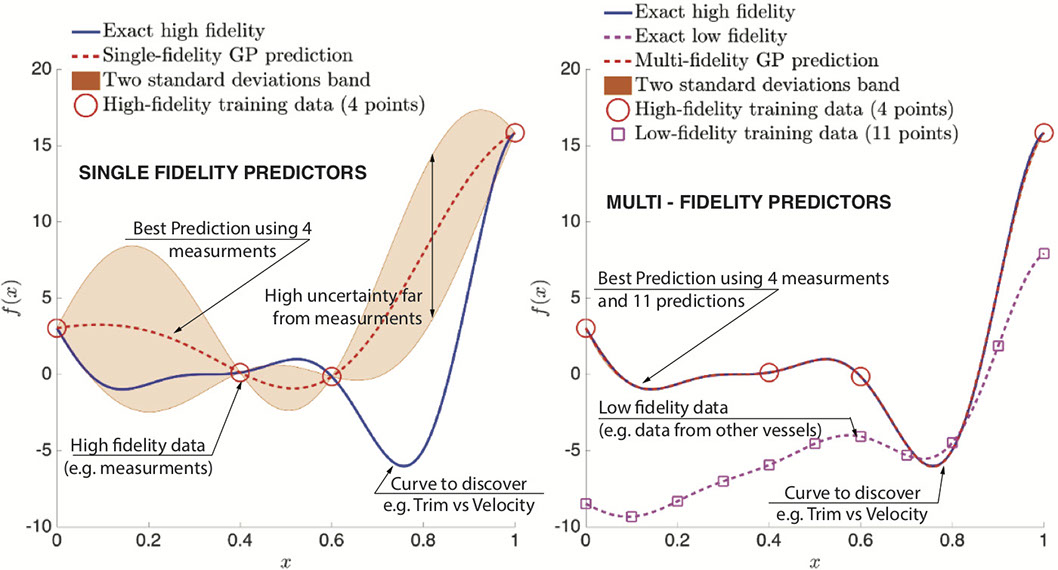 Exact high fidelity
Single-fidelity GP prediction
Two standard deviations band
High-fidelity training data (4 points)
20
15
10
5
0
-5
-10
f(x)
SINGLE FIDELITY PREDICTORS
Best Prediction using 4
measurments
High uncertainty far
from measurments
High fidelity data
(e.g. measurments)
Curve to discover
e.g. Trim vs Velocity
0 0.2 0.4 0.6 0.8 1
x
Exact high fidelity
Exact low fidelity
Multi-fidelity GP prediction
Two standard deviations band
High-fidelity training data (4 points)
Low-fidelity training data (11 points)
20
15
10
5
0
-5
-10
f(x)
MULTI - FIDELITY PREDICTORS
Best Prediction using 4 measurments
and 11 predictions
Low fidelity data
(e.g. data from other vessels)
Curve to discover
e.g. Trim vs Velocity
0 0.2 0.4 0.6 0.8 1
x